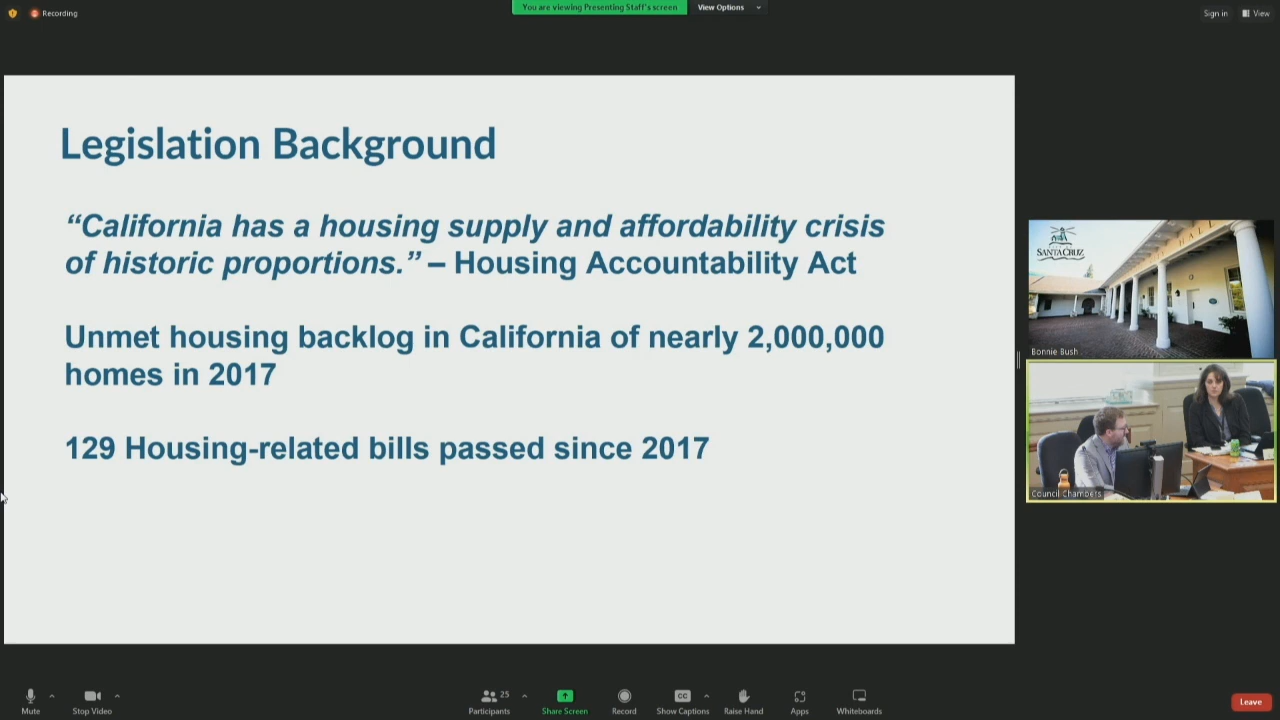 Recording
You are viewing Presenting Staff's screen
View Options
Sign in
View
Legislation Background
“California has a housing supply and affordability crisis
of historic proportions.” – Housing Accountability Act
Unmet housing backlog in California of nearly 2,000,000
homes in 2017
129 Housing-related bills passed since 2017
SANTA CRUZ
HALL
Bonnie Bush
Council Chambers
Mute
Stop Video
Participants
25
Share Screen
Record
CC
Show Captions
Raise Hand
Apps
Whiteboards
Leave